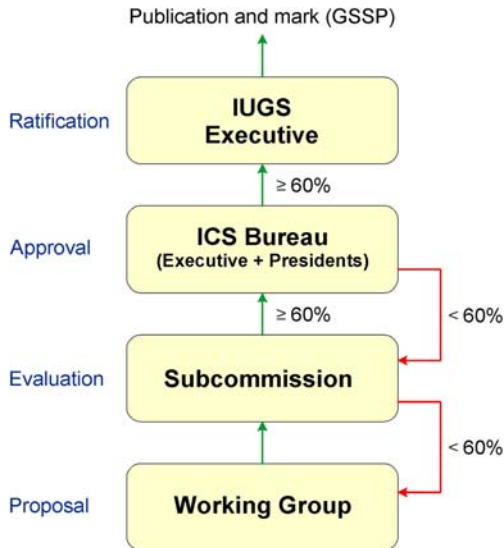 Publication and mark (GSSP)
Ratification
IUGS
Executive
≥ 60%
Approval
ICS Bureau
(Executive + Presidents)
≥ 60%
< 60%
Evaluation
Subcommission
< 60%
Proposal
Working Group